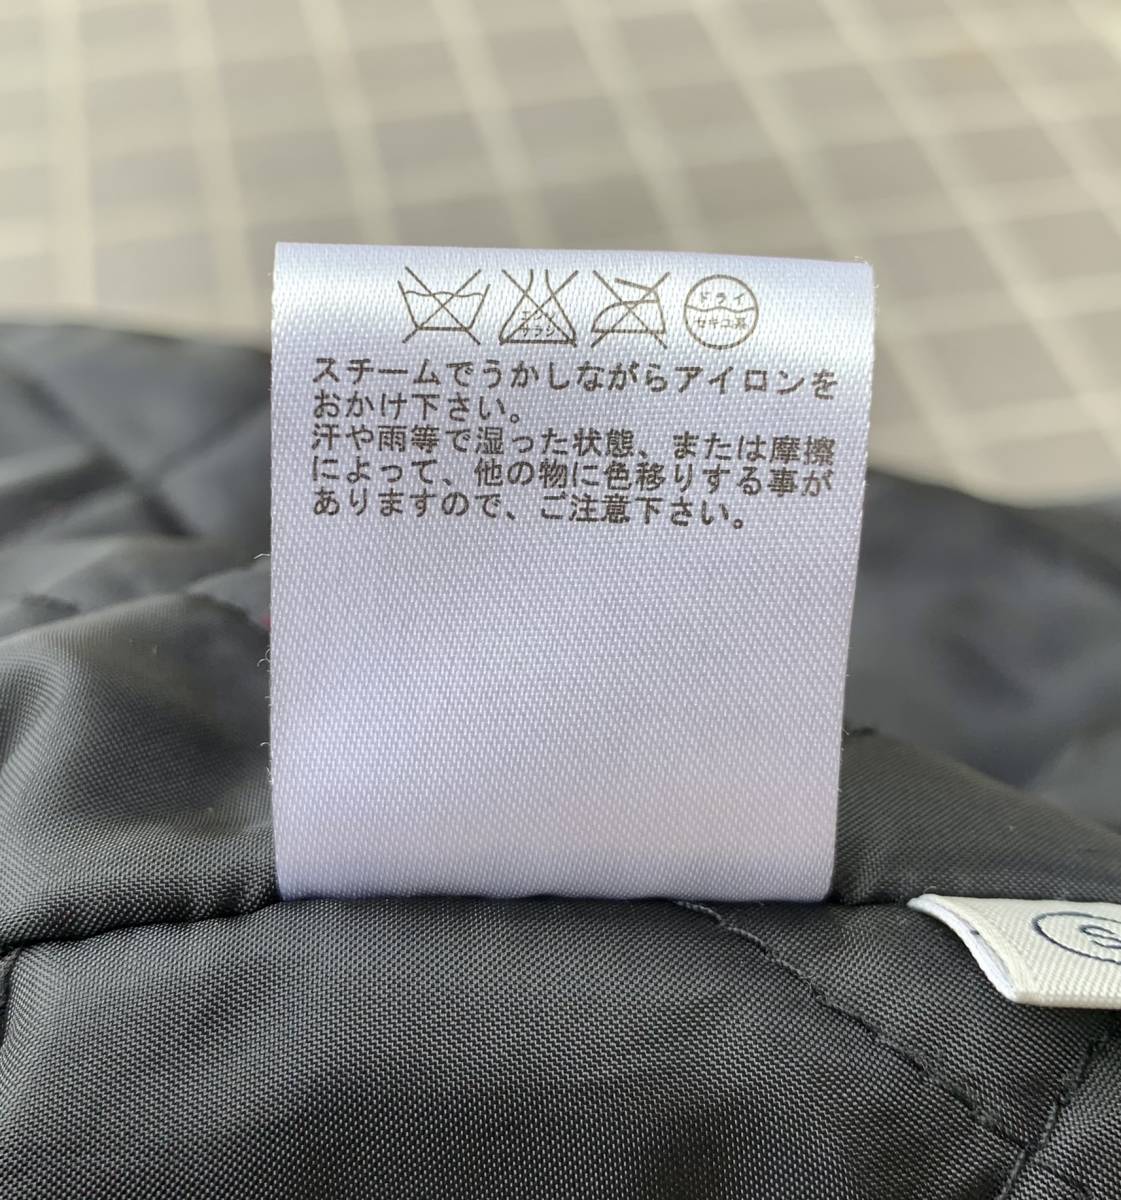 エンソ
サラシ
ドライ
セキユ系
スチームでうかしながらアイロンを
おかけ下さい。
汗や雨等で湿った状態、または摩擦
によって、他の物に色移りする事が
ありますので、ご注意下さい。
S